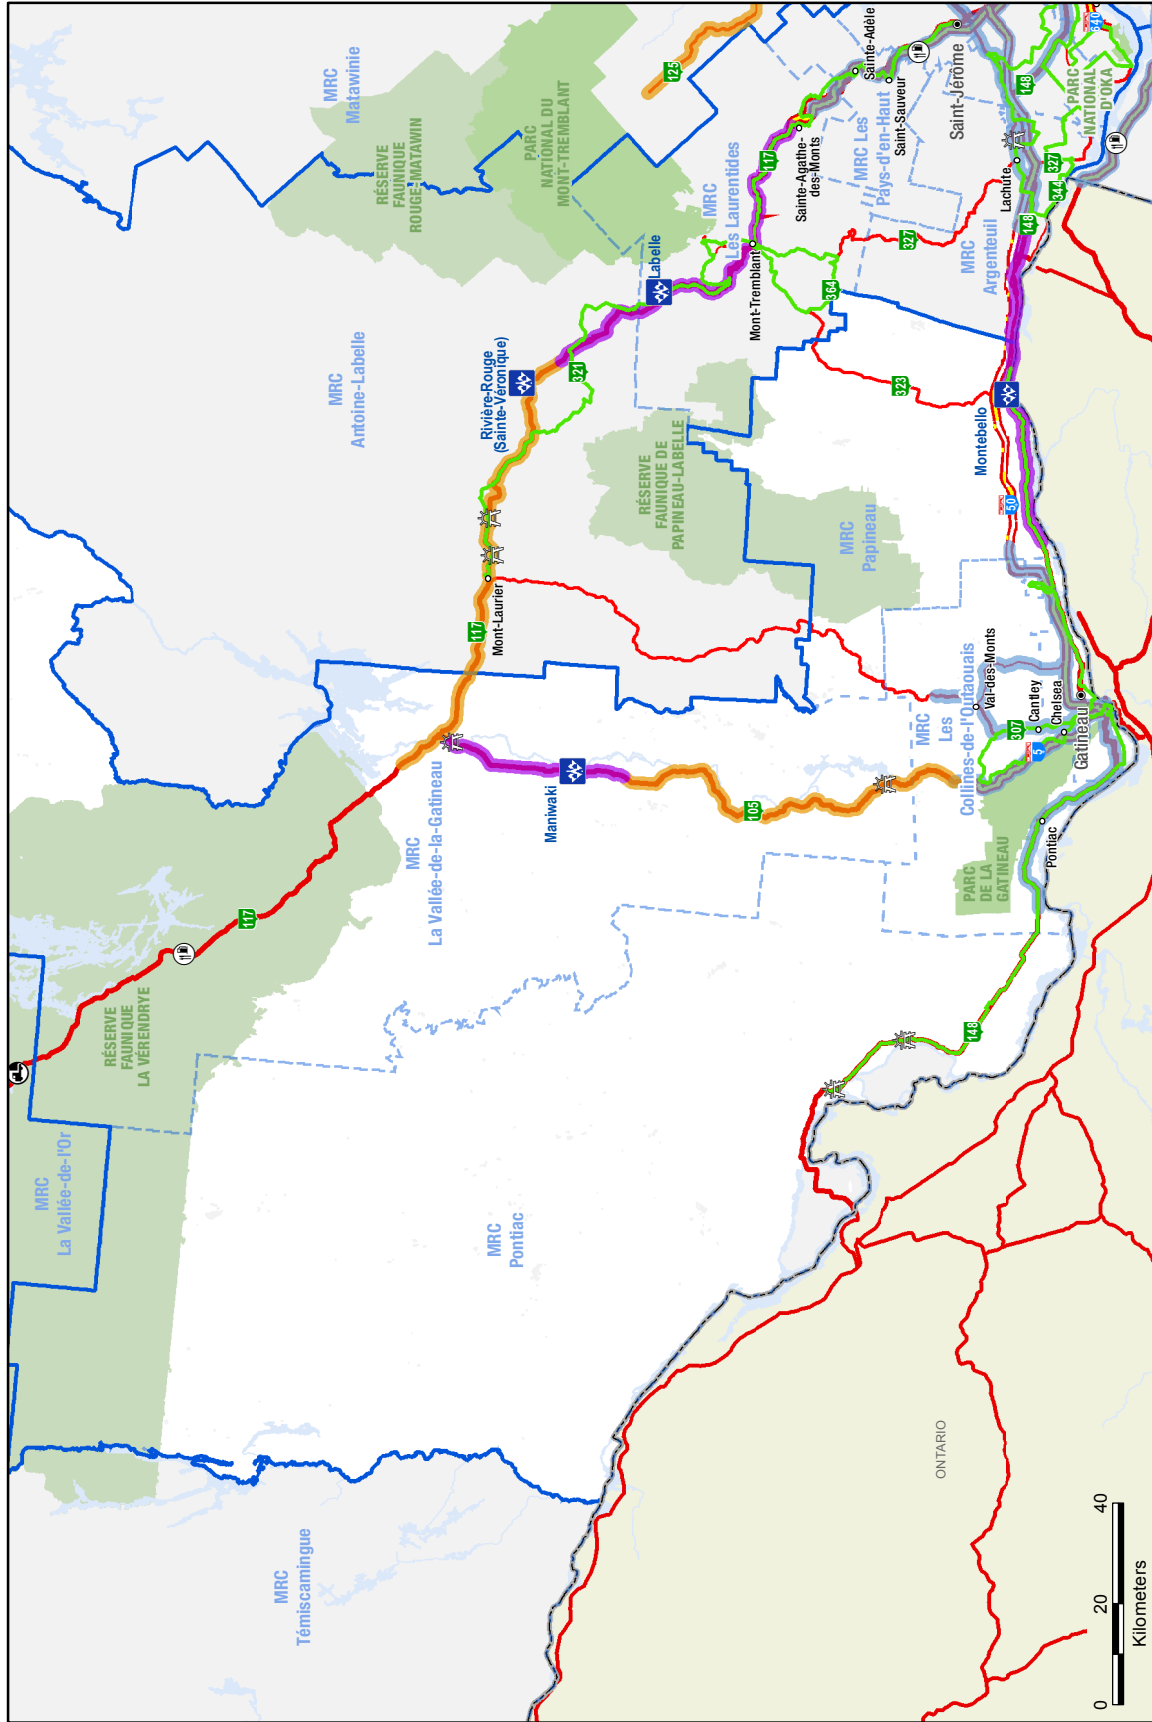 MRC
Matawinie
125
RÉSERVE
FAUNIQUE
ROUGE-MATAWIN
PARC
NATIONAL DU
MONT-TREMBLANT
MRC
Antoine-Labelle
Rivière-Rouge
(Sainte-Véronique)
321
Labelle
MRC
Les Laurentides
117
Mont-Tremblant
Sainte-Agathe-
des-Monts
MRC Les
Pays-d'en-Haut
Sainte-Adèle
Saint-Sauveur
Saint-Jérôme
148
640
PARC
NATIONAL
D'OKA
Lachute
327
344
148
327
MRC
Argenteuil
364
323
Montebello
50
RÉSERVE
FAUNIQUE DE
PAPINEAU-LABELLE
MRC
Papineau
117
Mont-Laurier
MRC
La Vallée-de-la-Gatineau
Maniwaki
105
MRC
Les
Collines-de-l'Outaouais
Val-des-Monts
Cantley
Chelsea
307
5
Gatineau
PARC
DE LA
GATINEAU
Pontiac
148
117
RÉSERVE
FAUNIQUE
LA VÉRENDRYE
MRC
La Vallée-de-l'Or
MRC
Pontiac
MRC
Témiscamingue
ONTARIO
0 20 40
Kilometers